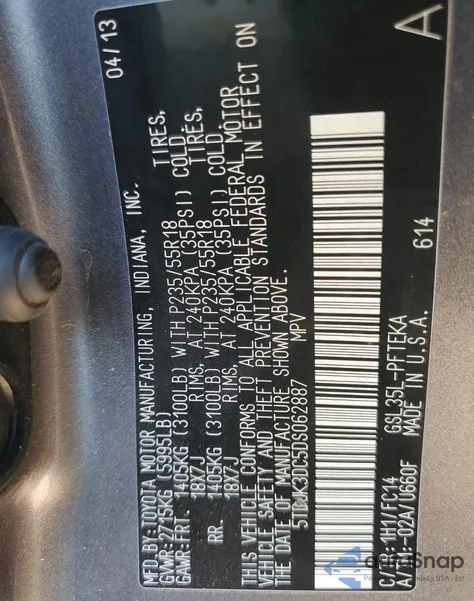 MFD.BY:TOYOTA MOTOR MANUFACTURING, INDIANA, INC. 04/13
GVWR:2715KG (5995LB)
GAWR:FRT. 1405KG (3100LB) WITH P235/55R18 TIRES,
18X7J RIMS, AT 240KPA (35PSI) COLD
RR. 1405KG (3100LB) WITH P235/55R18 TIRES,
18X7J RIMS, AT 240KPA (35PSI) COLD
THIS VEHICLE CONFORMS TO ALL APPLICABLE FEDERAL MOTOR
VEHICLE SAFETY AND THEFT PREVENTION STANDARDS IN EFFECT ON
THE DATE OF MANUFACTURE SHOWN ABOVE.
MPV
C/TR:1H1/FC14 GSL35L-PFTEKA
A/TM:-02A/U660F MADE IN U.S.A. 614 A